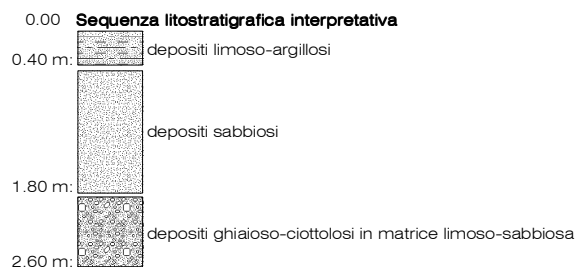 0.00 Sequenza litostratigrafica interpretativa
depositi limoso-argillosi
0.40 m:
depositi sabbiosi
1.80 m:
depositi ghiaioso-ciottolosi in matrice limoso-sabbiosa
2.60 m: